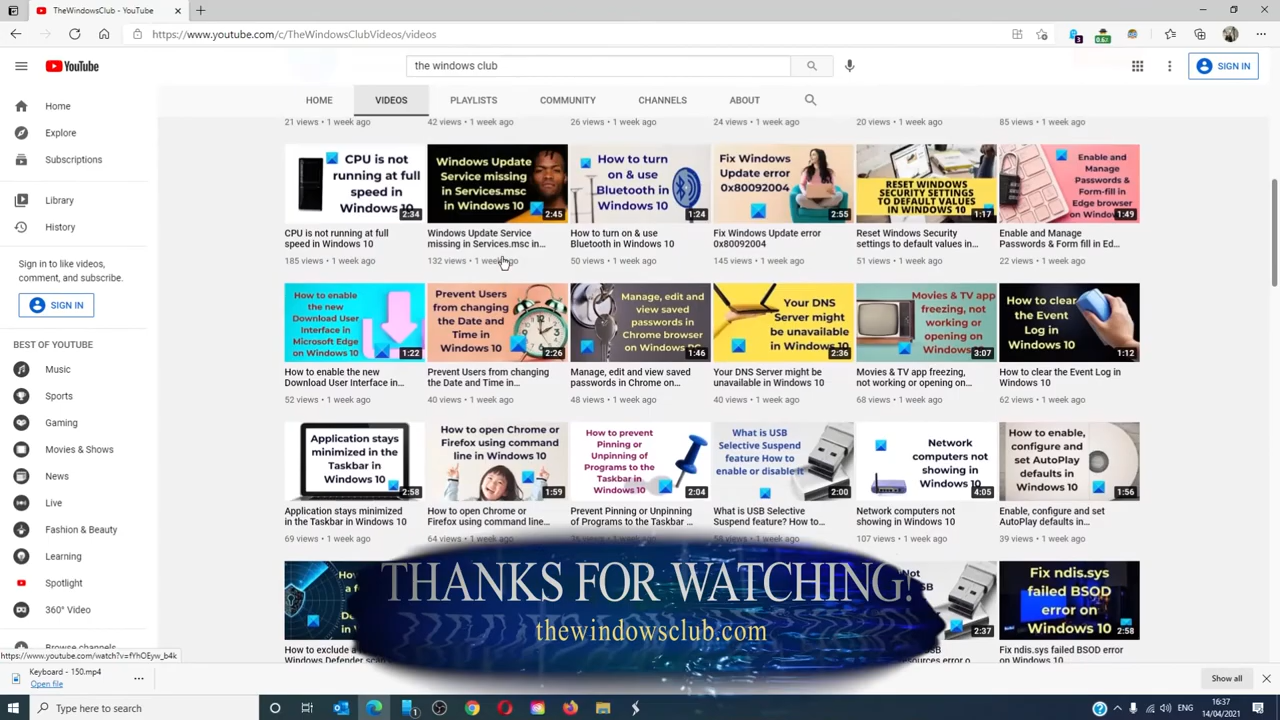 TheWindowsClub - YouTube
https://www.youtube.com/c/TheWindowsClubVideos/videos
YouTube
the windows club
SIGN IN
HOME
VIDEOS
PLAYLISTS
COMMUNITY
CHANNELS
ABOUT
Home
Explore
Subscriptions
Library
History
Sign in to like videos,
comment, and subscribe.
SIGN IN
BEST OF YOUTUBE
Music
Sports
Gaming
Movies & Shows
News
Live
Fashion & Beauty
Learning
Spotlight
360° Video
Browse channels
21 views • 1 week ago
42 views • 1 week ago
26 views • 1 week ago
24 views • 1 week ago
20 views • 1 week ago
85 views • 1 week ago
CPU is not
running at full
speed in
Windows 10
2:34
CPU is not running at full
speed in Windows 10
185 views • 1 week ago
Windows Update
Service missing
in Services.msc
in Windows 10
2:45
Windows Update Service
missing in Services.msc in...
132 views • 1 week ago
How to turn
on & use
Bluetooth in
Windows 10
1:24
How to turn on & use
Bluetooth in Windows 10
50 views • 1 week ago
Fix Windows
Update error
0x80092004
2:55
Fix Windows Update error
0x80092004
145 views • 1 week ago
RESET WINDOWS
SECURITY SETTINGS
TO DEFAULT VALUES
IN WINDOWS 10
1:17
Reset Windows Security
settings to default values in...
51 views • 1 week ago
Enable and
Manage
Passwords &
Form-fill in
Edge browser
on Windows
1:49
Enable and Manage
Passwords & Form fill in Ed...
22 views • 1 week ago
How to enable
the new
Download User
Interface in
Microsoft Edge
on Windows 10
1:22
How to enable the new
Download User Interface in...
52 views • 1 week ago
Prevent Users
from changing
the Date and
Time in
Windows 10
2:26
Prevent Users from changing
the Date and Time in...
40 views • 1 week ago
Manage, edit and
view saved
passwords in
Chrome browser
on Windows PC
1:46
Manage, edit and view saved
passwords in Chrome on...
48 views • 1 week ago
Your DNS
Server might
be unavailable
in Windows 10
2:36
Your DNS Server might be
unavailable in Windows 10
40 views • 1 week ago
Movies & TV app
freezing, not
working or
opening on
Windows
3:07
Movies & TV app freezing,
not working or opening on...
68 views • 1 week ago
How to clear
the Event
Log in
Windows 10
1:12
How to clear the Event Log in
Windows 10
62 views • 1 week ago
Application stays
minimized in the
Taskbar in
Windows 10
2:58
Application stays minimized
in the Taskbar in Windows 10
69 views • 1 week ago
How to open Chrome or
Firefox using command
line in Windows 10
1:59
How to open Chrome or
Firefox using command line...
64 views • 1 week ago
How to prevent
Pinning or
Unpinning of
Programs to the
Taskbar in
Windows 10
2:04
Prevent Pinning or Unpinning
of Programs to the Taskbar ...
1 week ago
What is USB
Selective Suspend
feature How to
enable or disable it
2:00
What is USB Selective
Suspend feature? How to...
1 week ago
Network
computers not
showing in
Windows 10
4:05
Network computers not
showing in Windows 10
107 views • 1 week ago
How to enable,
configure and
set AutoPlay
defaults in
Windows 10
1:56
Enable, configure and set
AutoPlay defaults in...
39 views • 1 week ago
How to exclude a
Windows Defender scan
Not
USB
2:37
resources error o
Fix ndis.sys
failed BSOD
error on
Windows 10
2:58
Fix ndis.sys failed BSOD error
on Windows 10
THANKS FOR WATCHING!
thewindowsclub.com
https://www.youtube.com/watch?v=fYhOEyw_b4k
Keyboard - 150.mp4
Open file
Show all
Type here to search
ENG
16:37
14/04/2021